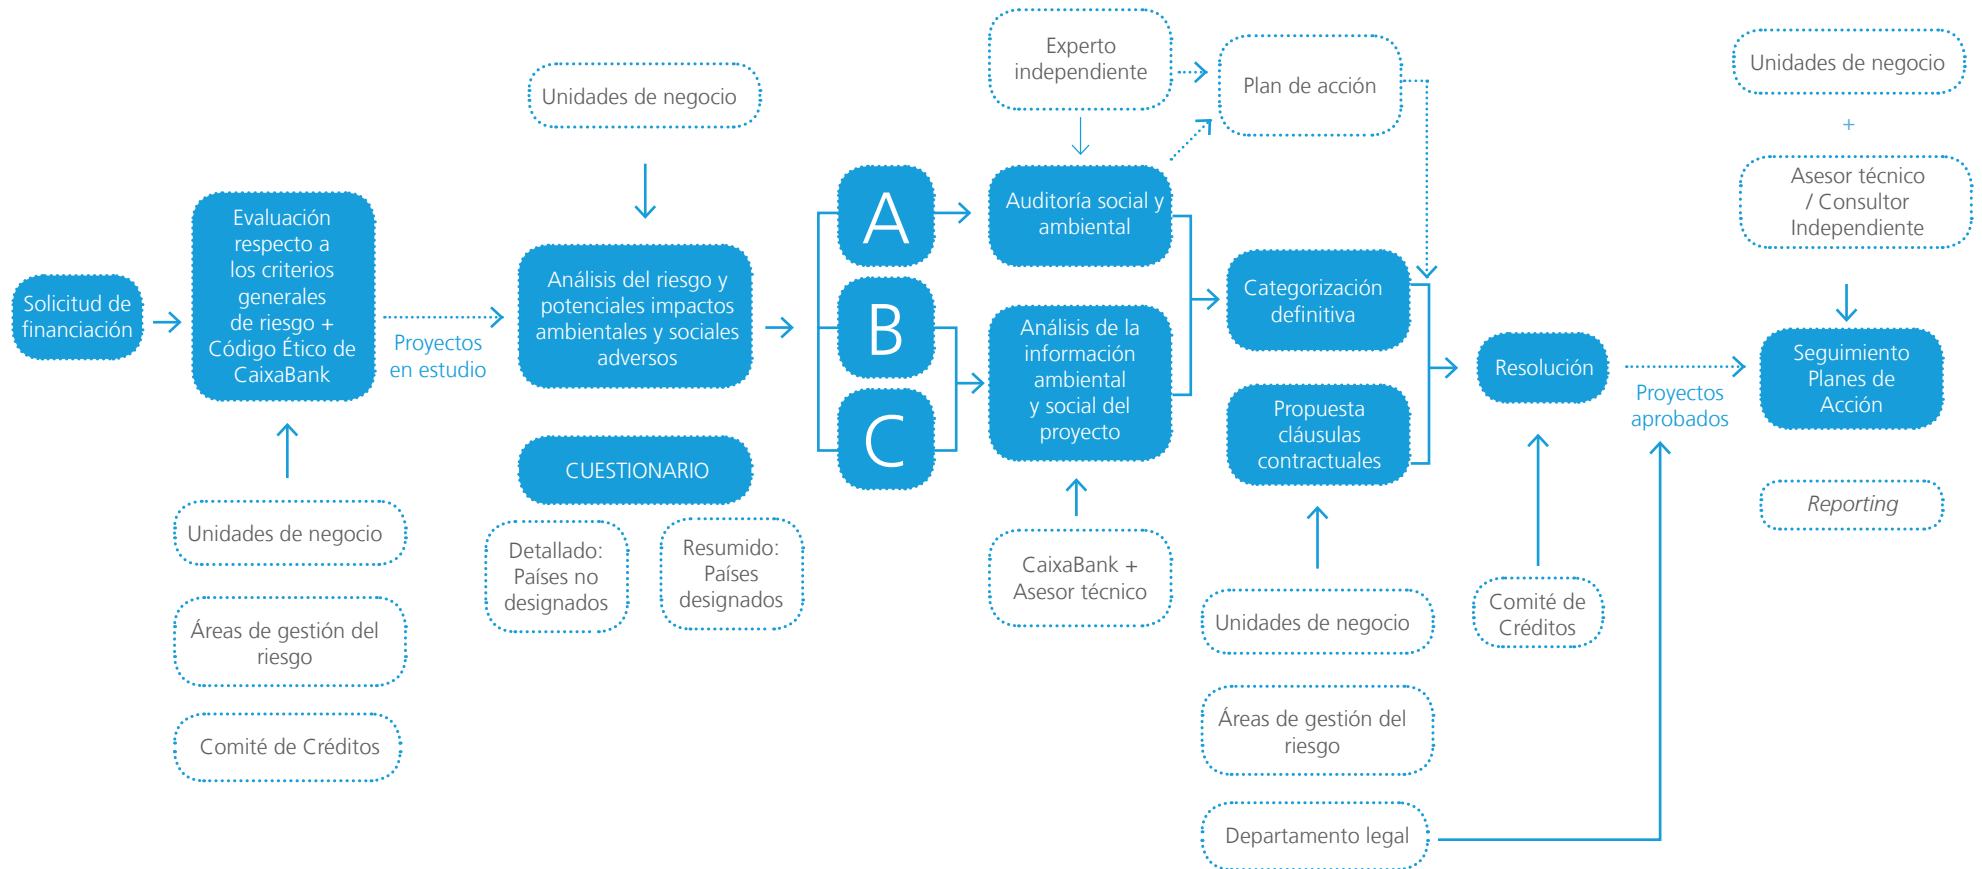 Solicitud de
financiación
Evaluación
respecto a
los criterios
generales
de riesgo +
Código Ético de
CaixaBank
Unidades de negocio
Áreas de gestión del
riesgo
Comité de Créditos
Proyectos
en estudio
Unidades de negocio
Análisis del riesgo y
potenciales impactos
ambientales y sociales
adversos
CUESTIONARIO
Detallado:
Países no
designados
Resumido:
Países
designados
A
B
C
Experto
independiente
Plan de acción
Auditoría social y
ambiental
Análisis de la
información
ambiental
y social del
proyecto
CaixaBank +
Asesor técnico
Categorización
definitiva
Propuesta
cláusulas
contractuales
Unidades de negocio
Áreas de gestión del
riesgo
Departamento legal
Resolución
Comité de
Créditos
Proyectos
aprobados
Unidades de negocio
+
Asesor técnico
/ Consultor
Independiente
Seguimiento
Planes de
Acción
Reporting